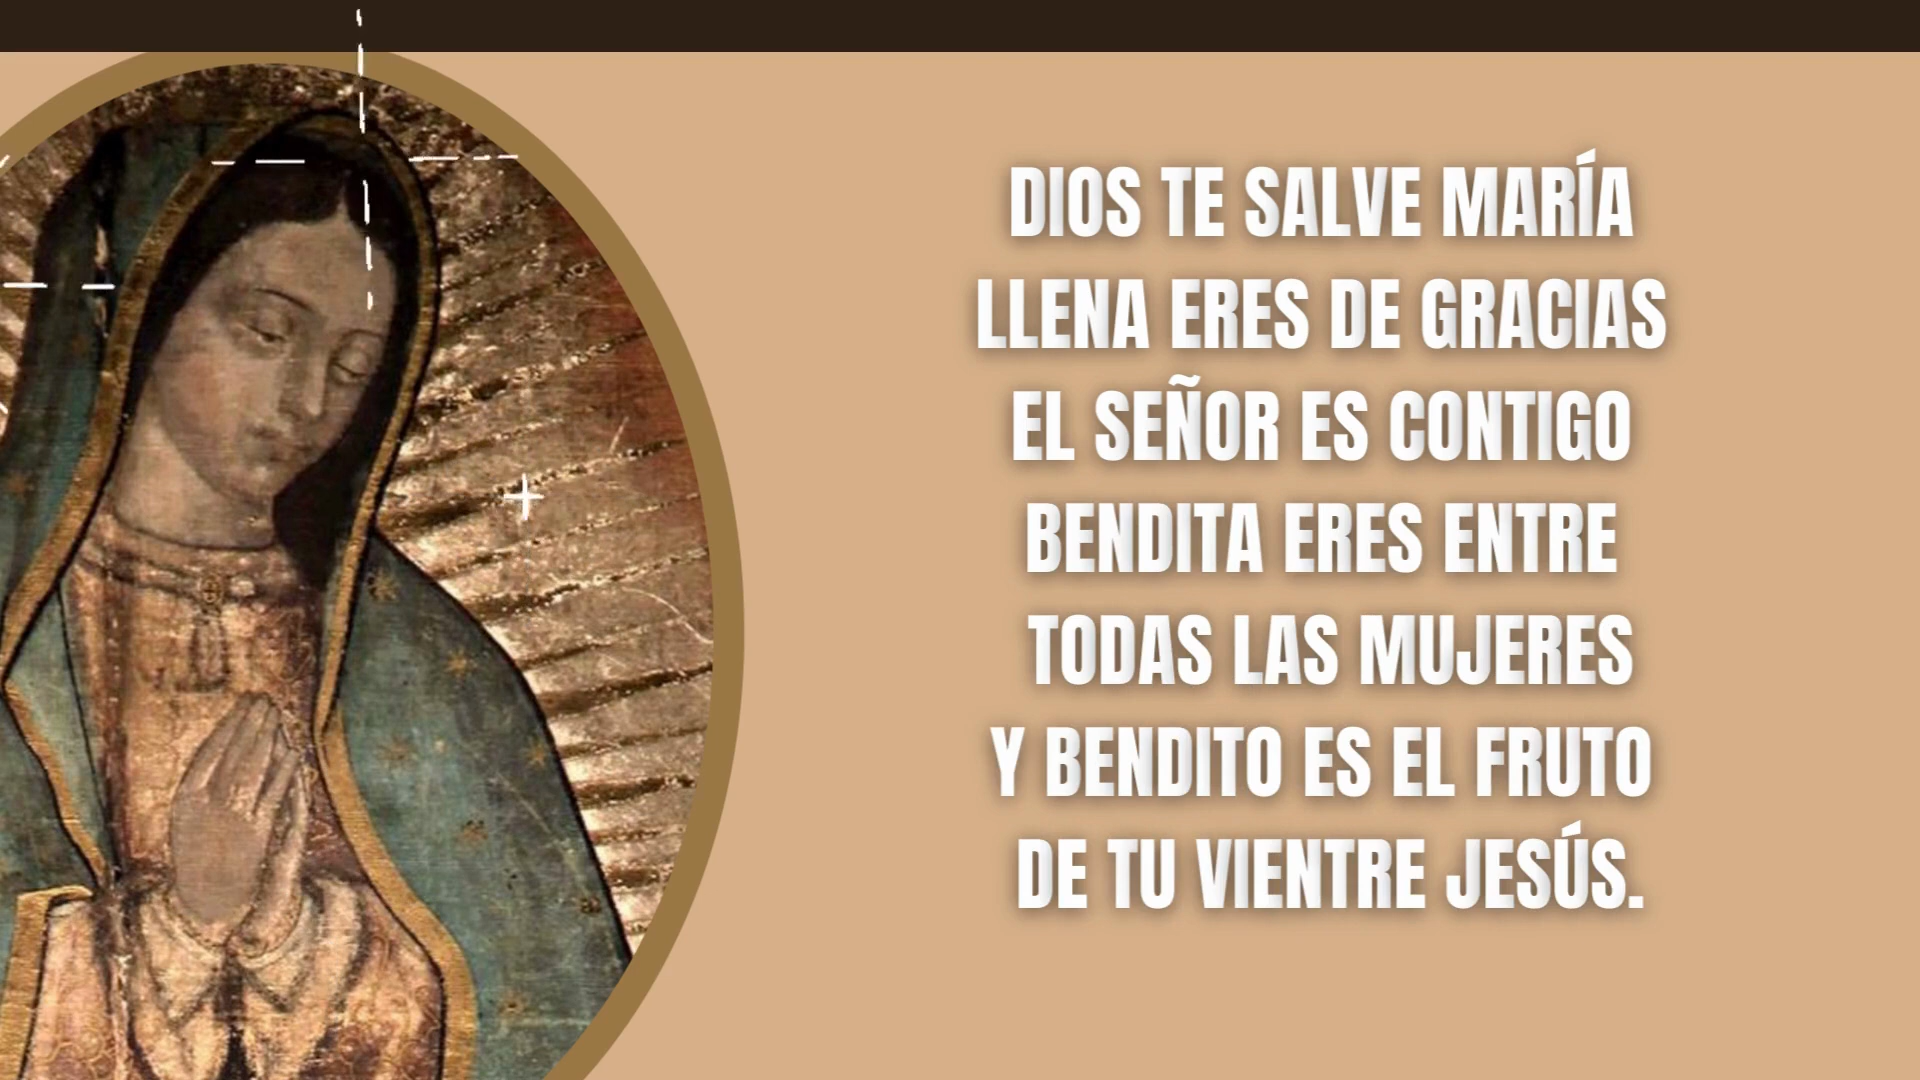 DIOS TE SALVE MARÍA
LLENA ERES DE GRACIAS
EL SEÑOR ES CONTIGO
BENDITA ERES ENTRE
TODAS LAS MUJERES
Y BENDITO ES EL FRUTO
DE TU VIENTRE JESÚS.